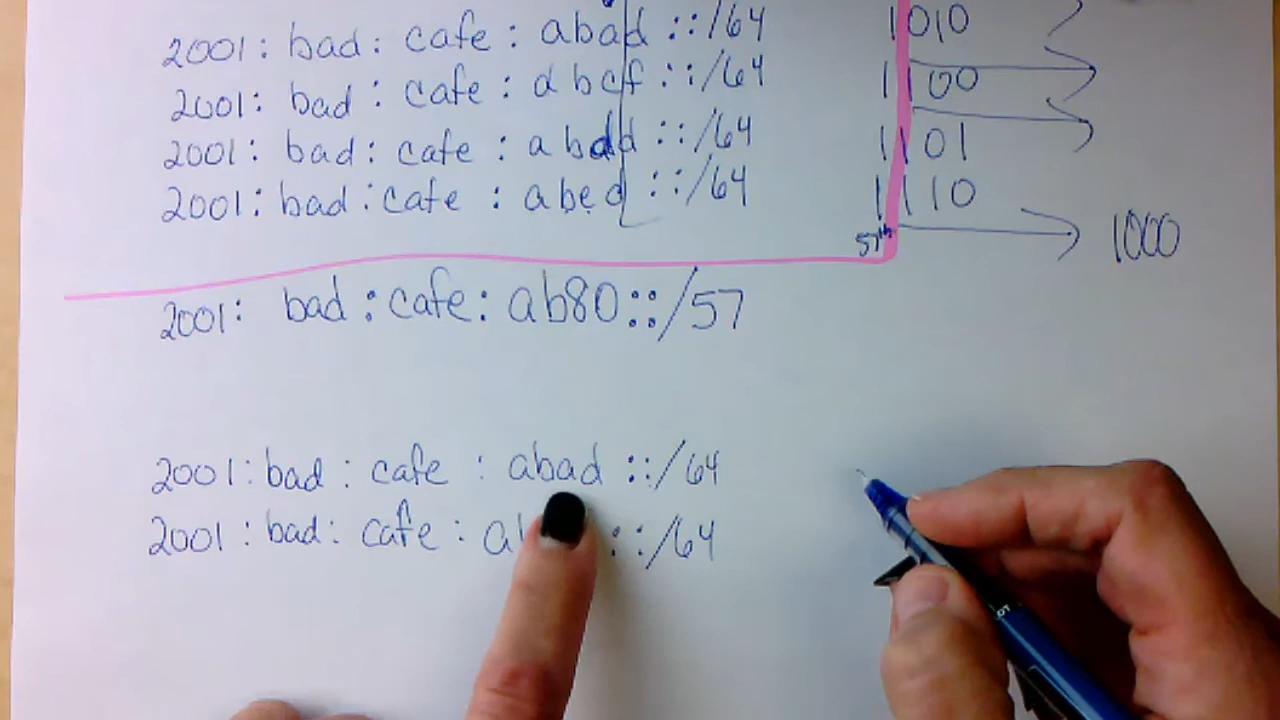 2001: bad: cafe: abad ::/64 1010
2001: bad: cafe: abcf ::/64 1100
2001: bad: cafe: abdd ::/64 1101
2001: bad: cafe: abed ::/64 1110
57th 1000
2001: bad: cafe: ab80::/57
2001: bad: cafe: abad ::/64
2001: bad: cafe: ::/64